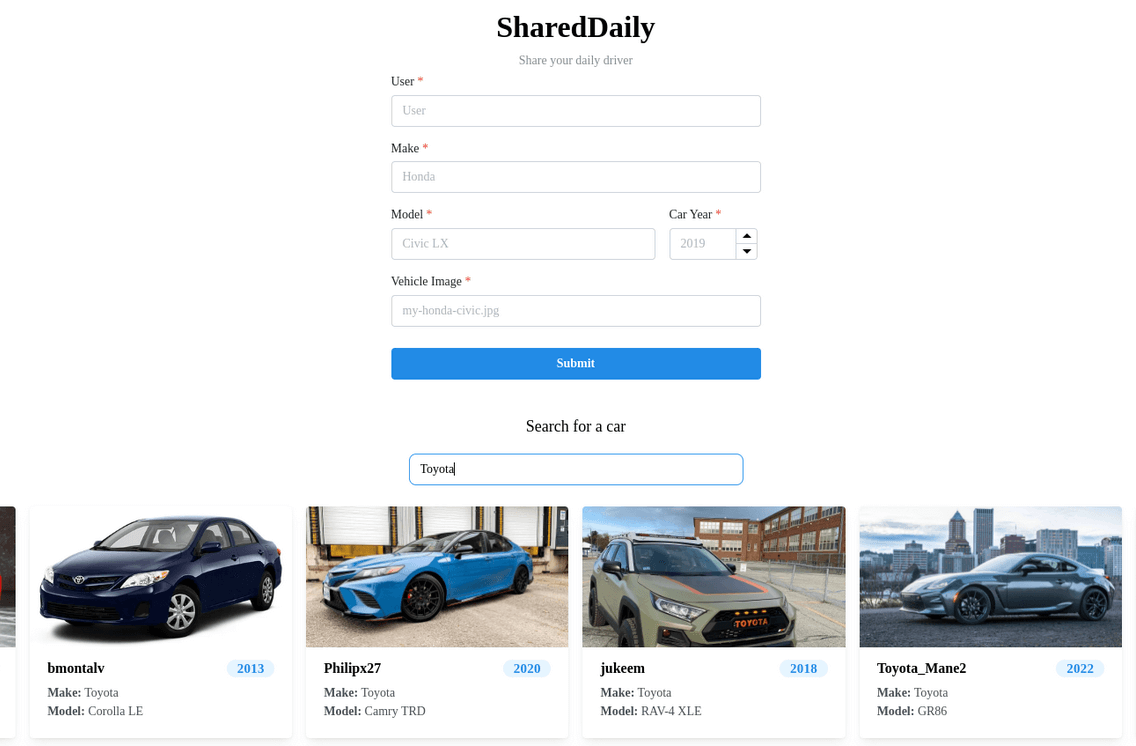 SharedDaily
Share your daily driver
User *
User
Make *
Honda
Model *
Car Year *
Civic LX
2019
Vehicle Image *
my-honda-civic.jpg
Submit
Search for a car
Toyota
TOYOTA
bmontalv
2013
Make: Toyota
Model: Corolla LE
Philipx27
2020
Make: Toyota
Model: Camry TRD
jukeem
2018
Make: Toyota
Model: RAV-4 XLE
Toyota_Mane2
2022
Make: Toyota
Model: GR86